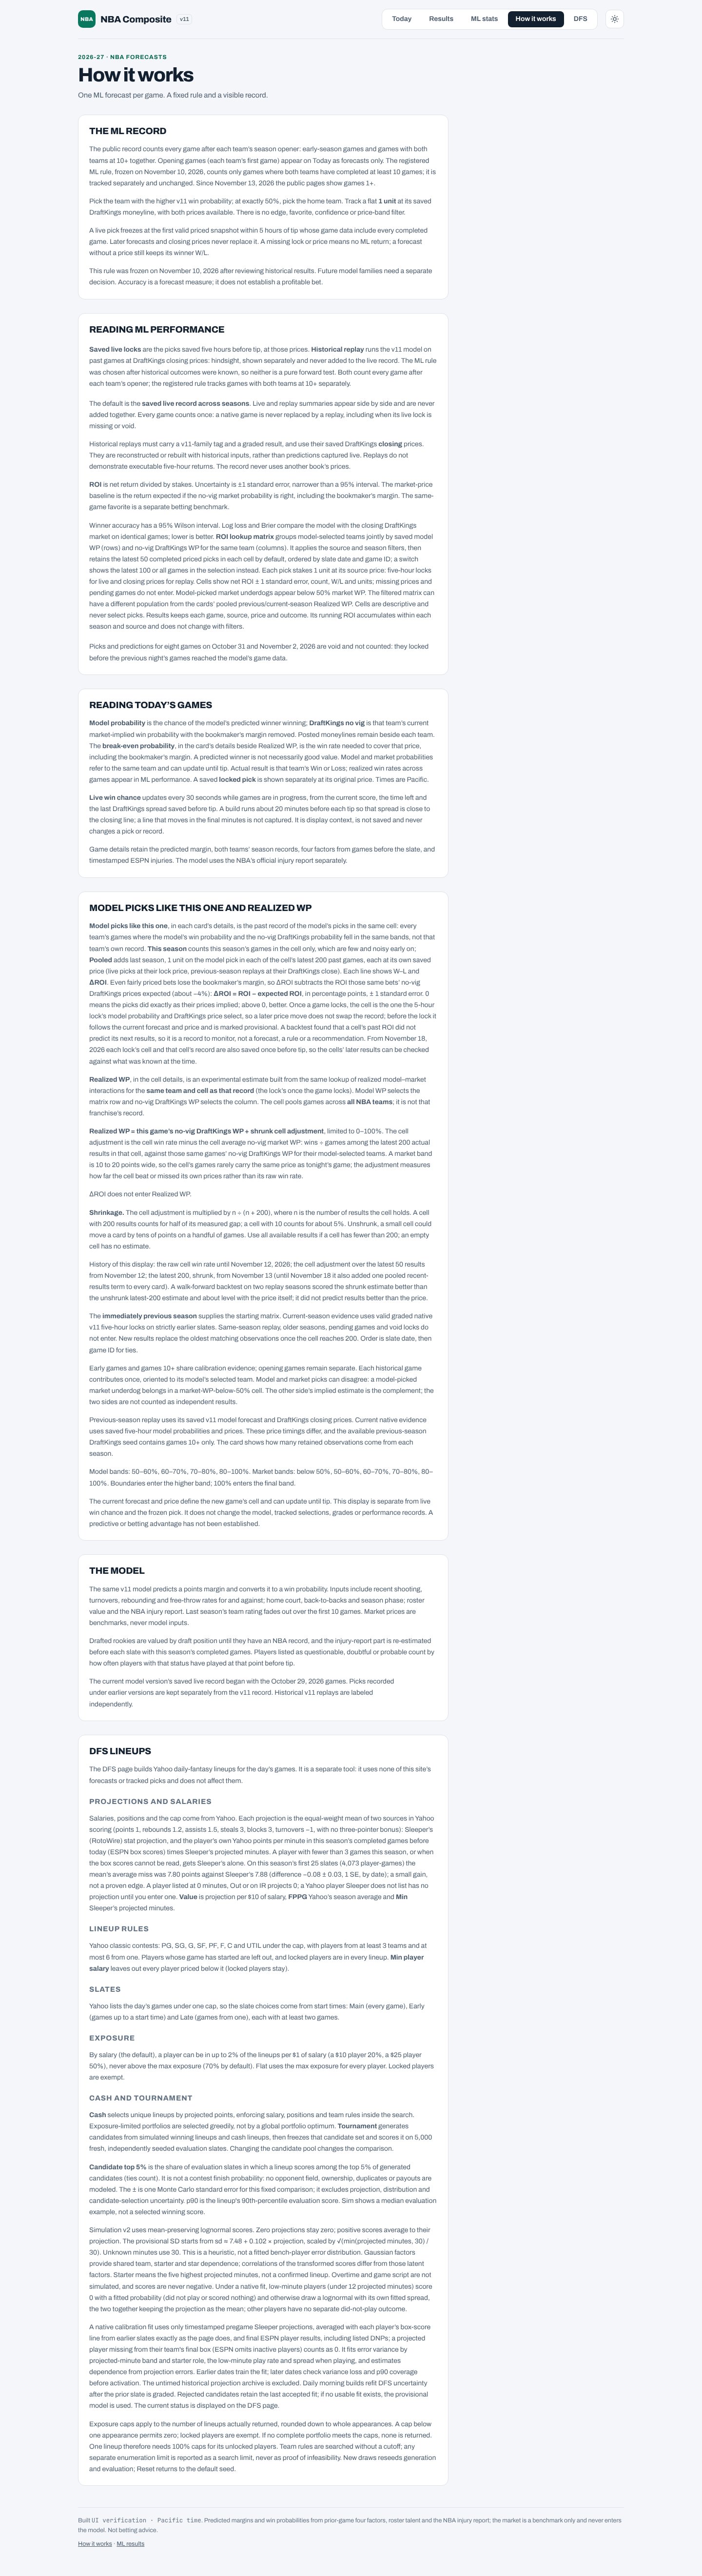 NBA NBA Composite v11
Today Results ML stats How it works DFS
2026-27 · NBA FORECASTS
How it works
One ML forecast per game. A fixed rule and a visible record.
THE ML RECORD
The public record counts every game after each team's season opener: early-season games and games with both
teams at 10+ together. Opening games (each team's first game) appear on Today as forecasts only. The registered
ML rule, frozen on November 10, 2026, counts only games where both teams have completed at least 10 games; it is
tracked separately and unchanged. Since November 13, 2026 the public pages show games 1+.
Pick the team with the higher v11 win probability; at exactly 50%, pick the home team. Track a flat 1 unit at its saved
DraftKings moneyline, with both prices available. There is no edge, favorite, confidence or price-band filter.
A live pick freezes at the first valid priced snapshot within 5 hours of tip whose game data include every completed
game. Later forecasts and closing prices never replace it. A missing lock or price means no ML return; a forecast
without a price still keeps its winner W/L.
This rule was frozen on November 10, 2026 after reviewing historical results. Future model families need a separate
decision. Accuracy is a forecast measure; it does not establish a profitable bet.
READING ML PERFORMANCE
Saved live locks are the picks saved five hours before tip, at those prices. Historical replay runs the v11 model on
past games at DraftKings closing prices: hindsight, shown separately and never added to the live record. The ML rule
was chosen after historical outcomes were known, so neither is a pure forward test. Both count every game after
each team's opener; the registered rule tracks games with both teams at 10+ separately.
The default is the saved live record across seasons. Live and replay summaries appear side by side and are never
added together. Every game counts once: a native game is never replaced by a replay, including when its live lock is
missing or void.
Historical replays must carry a v11-family tag and a graded result, and use their saved DraftKings closing prices.
They are reconstructed or rebuilt with historical inputs, rather than predictions captured live. Replays do not
demonstrate executable five-hour returns. The record never uses another book's prices.
ROI is net return divided by stakes. Uncertainty is ±1 standard error, narrower than a 95% interval. The market-price
baseline is the return expected if the no-vig market probability is right, including the bookmaker's margin. The same-
game favorite is a separate betting benchmark.
Winner accuracy has a 95% Wilson interval. Log loss and Brier compare the model with the closing DraftKings
market on identical games; lower is better. ROI lookup matrix groups model-selected teams jointly by saved model
WP (rows) and no-vig DraftKings WP for the same team (columns). It applies the source and season filters, then
retains the latest 50 completed priced picks in each cell by default, ordered by slate date and game ID; a switch
shows the latest 100 or all games in the selection instead. Each pick stakes 1 unit at its source price: five-hour locks
for live and closing prices for replay. Cells show net ROI ± 1 standard error, count, W/L and units; missing prices and
pending games do not enter. Model-picked market underdogs appear below 50% market WP. The filtered matrix can
have a different population from the cards' pooled previous/current-season Realized WP. Cells are descriptive and
never select picks. Results keeps each game, source, price and outcome. Its running ROI accumulates within each
season and source and does not change with filters.
Picks and predictions for eight games on October 31 and November 2, 2026 are void and not counted: they locked
before the previous night's games reached the model's game data.
READING TODAY'S GAMES
Model probability is the chance of the model's predicted winner winning; DraftKings no vig is that team's current
market-implied win probability with the bookmaker's margin removed. Posted moneylines remain beside each team.
The break-even probability, in the card's details beside Realized WP, is the win rate needed to cover that price,
including the bookmaker's margin. A predicted winner is not necessarily good value. Model and market probabilities
refer to the same team and can update until tip. Actual result is that team's Win or Loss; realized win rates across
games appear in ML performance. A saved locked pick is shown separately at its original price. Times are Pacific.
Live win chance updates every 30 seconds while games are in progress, from the current score, the time left and
the last DraftKings spread saved before tip. A build runs about 20 minutes before each tip so that spread is close to
the closing line; a line that moves in the final minutes is not captured. It is display context, is not saved and never
changes a pick or record.
Game details retain the predicted margin, both teams' season records, four factors from games before the slate, and
timestamped ESPN injuries. The model uses the NBA's official injury report separately.
MODEL PICKS LIKE THIS ONE AND REALIZED WP
Model picks like this one, in each card's details, is the past record of the model's picks in the same cell: every
team's games where the model's win probability and the no-vig DraftKings probability fell in the same bands, not that
team's own record. This season counts this season's games in the cell only, which are few and noisy early on;
Pooled adds last season, 1 unit on the model pick in each of the cell's latest 200 past games, each at its own saved
price (live picks at their lock price, previous-season replays at their DraftKings close). Each line shows W–L and
ΔROI. Even fairly priced bets lose the bookmaker's margin, so ΔROI subtracts the ROI those same bets' no-vig
DraftKings prices expected (about −4%): ΔROI = ROI − expected ROI, in percentage points, ± 1 standard error. 0
means the picks did exactly as their prices implied; above 0, better. Once a game locks, the cell is the one the 5-hour
lock's model probability and DraftKings price select, so a later price move does not swap the record; before the lock it
follows the current forecast and price and is marked provisional. A backtest found that a cell's past ROI did not
predict its next results, so it is a record to monitor, not a forecast, a rule or a recommendation. From November 18,
2026 each lock's cell and that cell's record are also saved once before tip, so the cells' later results can be checked
against what was known at the time.
Realized WP, in the cell details, is an experimental estimate built from the same lookup of realized model–market
interactions for the same team and cell as that record (the lock's once the game locks). Model WP selects the
matrix row and no-vig DraftKings WP selects the column. The cell pools games across all NBA teams; it is not that
franchise's record.
Realized WP = this game's no-vig DraftKings WP + shrunk cell adjustment, limited to 0–100%. The cell
adjustment is the cell win rate minus the cell average no-vig market WP: wins ÷ games among the latest 200 actual
results in that cell, against those same games' no-vig DraftKings WP for their model-selected teams. A market band
is 10 to 20 points wide, so the cell's games rarely carry the same price as tonight's game; the adjustment measures
how far the cell beat or missed its own prices rather than its raw win rate.
ΔROI does not enter Realized WP.
Shrinkage. The cell adjustment is multiplied by n ÷ (n + 200), where n is the number of results the cell holds. A cell
with 200 results counts for half of its measured gap; a cell with 10 counts for about 5%. Unshrunk, a small cell could
move a card by tens of points on a handful of games. Use all available results if a cell has fewer than 200; an empty
cell has no estimate.
History of this display: the raw cell win rate until November 12, 2026; the cell adjustment over the latest 50 results
from November 12; the latest 200, shrunk, from November 13 (until November 18 it also added one pooled recent-
results term to every card). A walk-forward backtest on two replay seasons scored the shrunk estimate better than
the unshrunk latest-200 estimate and about level with the price itself; it did not predict results better than the price.
The immediately previous season supplies the starting matrix. Current-season evidence uses valid graded native
v11 five-hour locks on strictly earlier slates. Same-season replay, older seasons, pending games and void locks do
not enter. New results replace the oldest matching observations once the cell reaches 200. Order is slate date, then
game ID for ties.
Early games and games 10+ share calibration evidence; opening games remain separate. Each historical game
contributes once, oriented to its model's selected team. Model and market picks can disagree: a model-picked
market underdog belongs in a market-WP-below-50% cell. The other side's implied estimate is the complement; the
two sides are not counted as independent results.
Previous-season replay uses its saved v11 model forecast and DraftKings closing prices. Current native evidence
uses saved five-hour model probabilities and prices. These price timings differ, and the available previous-season
DraftKings seed contains games 10+ only. The card shows how many retained observations come from each
season.
Model bands: 50–60%, 60–70%, 70–80%, 80–100%. Market bands: below 50%, 50–60%, 60–70%, 70–80%, 80–
100%. Boundaries enter the higher band; 100% enters the final band.
The current forecast and price define the new game's cell and can update until tip. This display is separate from live
win chance and the frozen pick. It does not change the model, tracked selections, grades or performance records. A
predictive or betting advantage has not been established.
THE MODEL
The same v11 model predicts a points margin and converts it to a win probability. Inputs include recent shooting,
turnovers, rebounding and free-throw rates for and against; home court, back-to-backs and season phase; roster
value and the NBA injury report. Last season's team rating fades out over the first 10 games. Market prices are
benchmarks, never model inputs.
Drafted rookies are valued by draft position until they have an NBA record, and the injury-report part is re-estimated
before each slate with this season's completed games. Players listed as questionable, doubtful or probable count by
how often players with that status have played at that point before tip.
The current model version's saved live record began with the October 29, 2026 games. Picks recorded
under earlier versions are kept separately from the v11 record. Historical v11 replays are labeled
independently.
DFS LINEUPS
The DFS page builds Yahoo daily-fantasy lineups for the day's games. It is a separate tool: it uses none of this site's
forecasts or tracked picks and does not affect them.
PROJECTIONS AND SALARIES
Salaries, positions and the cap come from Yahoo. Each projection is the equal-weight mean of two sources in Yahoo
scoring (points 1, rebounds 1.2, assists 1.5, steals 3, blocks 3, turnovers −1, with no three-pointer bonus): Sleeper's
(RotoWire) stat projection, and the player's own Yahoo points per minute in this season's completed games before
today (ESPN box scores) times Sleeper's projected minutes. A player with fewer than 3 games this season, or when
the box scores cannot be read, gets Sleeper's alone. On this season's first 25 slates (4,073 player-games) the
mean's average miss was 7.80 points against Sleeper's 7.88 (difference −0.08 ± 0.03, 1 SE, by date); a small gain,
not a proven edge. A player listed at 0 minutes, Out or on IR projects 0; a Yahoo player Sleeper does not list has no
projection until you enter one. Value is projection per $10 of salary, FPPG Yahoo's season average and Min
Sleeper's projected minutes.
LINEUP RULES
Yahoo classic contests: PG, SG, G, SF, PF, F, C and UTIL under the cap, with players from at least 3 teams and at
most 6 from one. Players whose game has started are left out, and locked players are in every lineup. Min player
salary leaves out every player priced below it (locked players stay).
SLATES
Yahoo lists the day's games under one cap, so the slate choices come from start times: Main (every game), Early
(games up to a start time) and Late (games from one), each with at least two games.
EXPOSURE
By salary (the default), a player can be in up to 2% of the lineups per $1 of salary (a $10 player 20%, a $25 player
50%), never above the max exposure (70% by default). Flat uses the max exposure for every player. Locked players
are exempt.
CASH AND TOURNAMENT
Cash selects unique lineups by projected points, enforcing salary, positions and team rules inside the search.
Exposure-limited portfolios are selected greedily, not by a global portfolio optimum. Tournament generates
candidates from simulated winning lineups and cash lineups, then freezes that candidate set and scores it on 5,000
fresh, independently seeded evaluation slates. Changing the candidate pool changes the comparison.
Candidate top 5% is the share of evaluation slates in which a lineup scores among the top 5% of generated
candidates (ties count). It is not a contest finish probability: no opponent field, ownership, duplicates or payouts are
modeled. The ± is one Monte Carlo standard error for this fixed comparison; it excludes projection, distribution and
candidate-selection uncertainty. p90 is the lineup's 90th-percentile evaluation score. Sim shows a median evaluation
example, not a selected winning score.
Simulation v2 uses mean-preserving lognormal scores. Zero projections stay zero; positive scores average to their
projection. The provisional SD starts from sd ≈ 7.48 + 0.102 × projection, scaled by √(min(projected minutes, 30) /
30). Unknown minutes use 30. This is a heuristic, not a fitted bench-player error distribution. Gaussian factors
provide shared team, starter and star dependence; correlations of the transformed scores differ from those latent
factors. Starter means the five highest projected minutes, not a confirmed lineup. Overtime and game script are not
simulated, and scores are never negative. Under a native fit, low-minute players (under 12 projected minutes) score
0 with a fitted probability (did not play or scored nothing) and otherwise draw a lognormal with its own fitted spread,
the two together keeping the projection as the mean; other players have no separate did-not-play outcome.
A native calibration fit uses only timestamped pregame Sleeper projections, averaged with each player's box-score
line from earlier slates exactly as the page does, and final ESPN player results, including listed DNPs; a projected
player missing from their team's final box (ESPN omits inactive players) counts as 0. It fits error variance by
projected-minute band and starter role, the low-minute play rate and spread when playing, and estimates
dependence from projection errors. Earlier dates train the fit; later dates check variance loss and p90 coverage
before activation. The untimed historical projection archive is excluded. Daily morning builds refit DFS uncertainty
after the prior slate is graded. Rejected candidates retain the last accepted fit; if no usable fit exists, the provisional
model is used. The current status is displayed on the DFS page.
Exposure caps apply to the number of lineups actually returned, rounded down to whole appearances. A cap below
one appearance permits zero; locked players are exempt. If no complete portfolio meets the caps, none is returned.
One lineup therefore needs 100% caps for its unlocked players. Team rules are searched without a cutoff; any
separate enumeration limit is reported as a search limit, never as proof of infeasibility. New draws reseeds generation
and evaluation; Reset returns to the default seed.
Built UI verification · Pacific time. Predicted margins and win probabilities from prior-game four factors, roster talent and the NBA injury report; the market is a benchmark only and never enters
the model. Not betting advice.
How it works · ML results